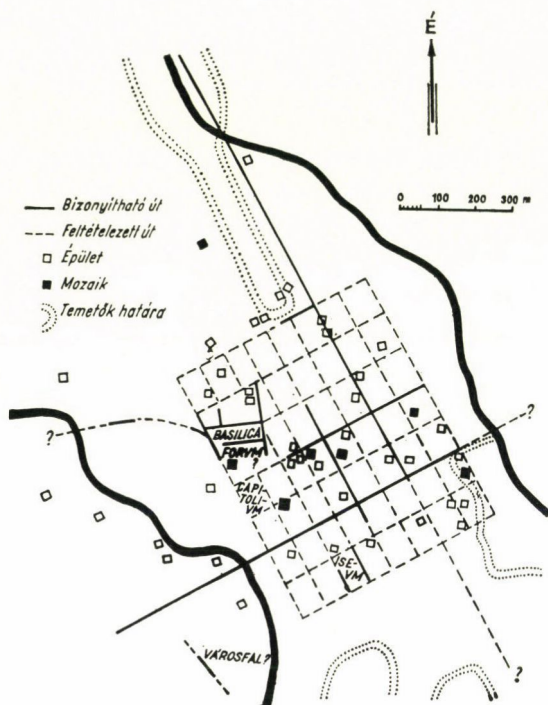 É
0 100 200 300 m
Bizonyítható út
Feltételezett út
Épület
Mozaik
Temetők határa
?
BASILICA
FORVM
?
CAPI-
TOLI-
VM
?
ISE-
VM
VÁROSFAL?
?